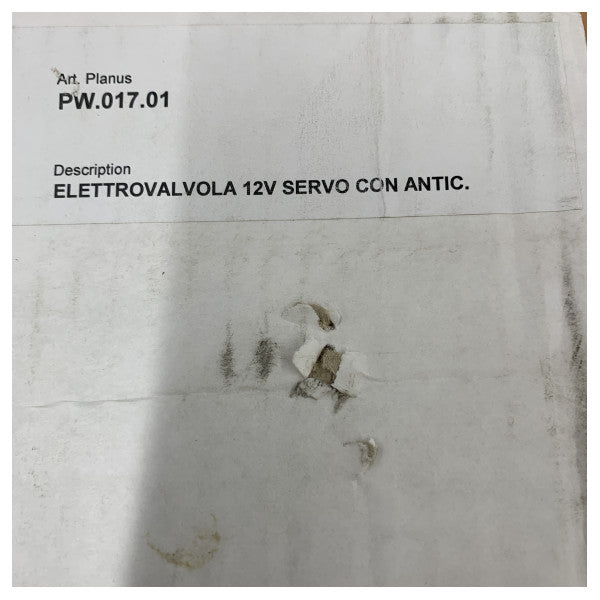 Art. Planus
PW.017.01
Description
ELETTROVALVOLA 12V SERVO CON ANTIC.